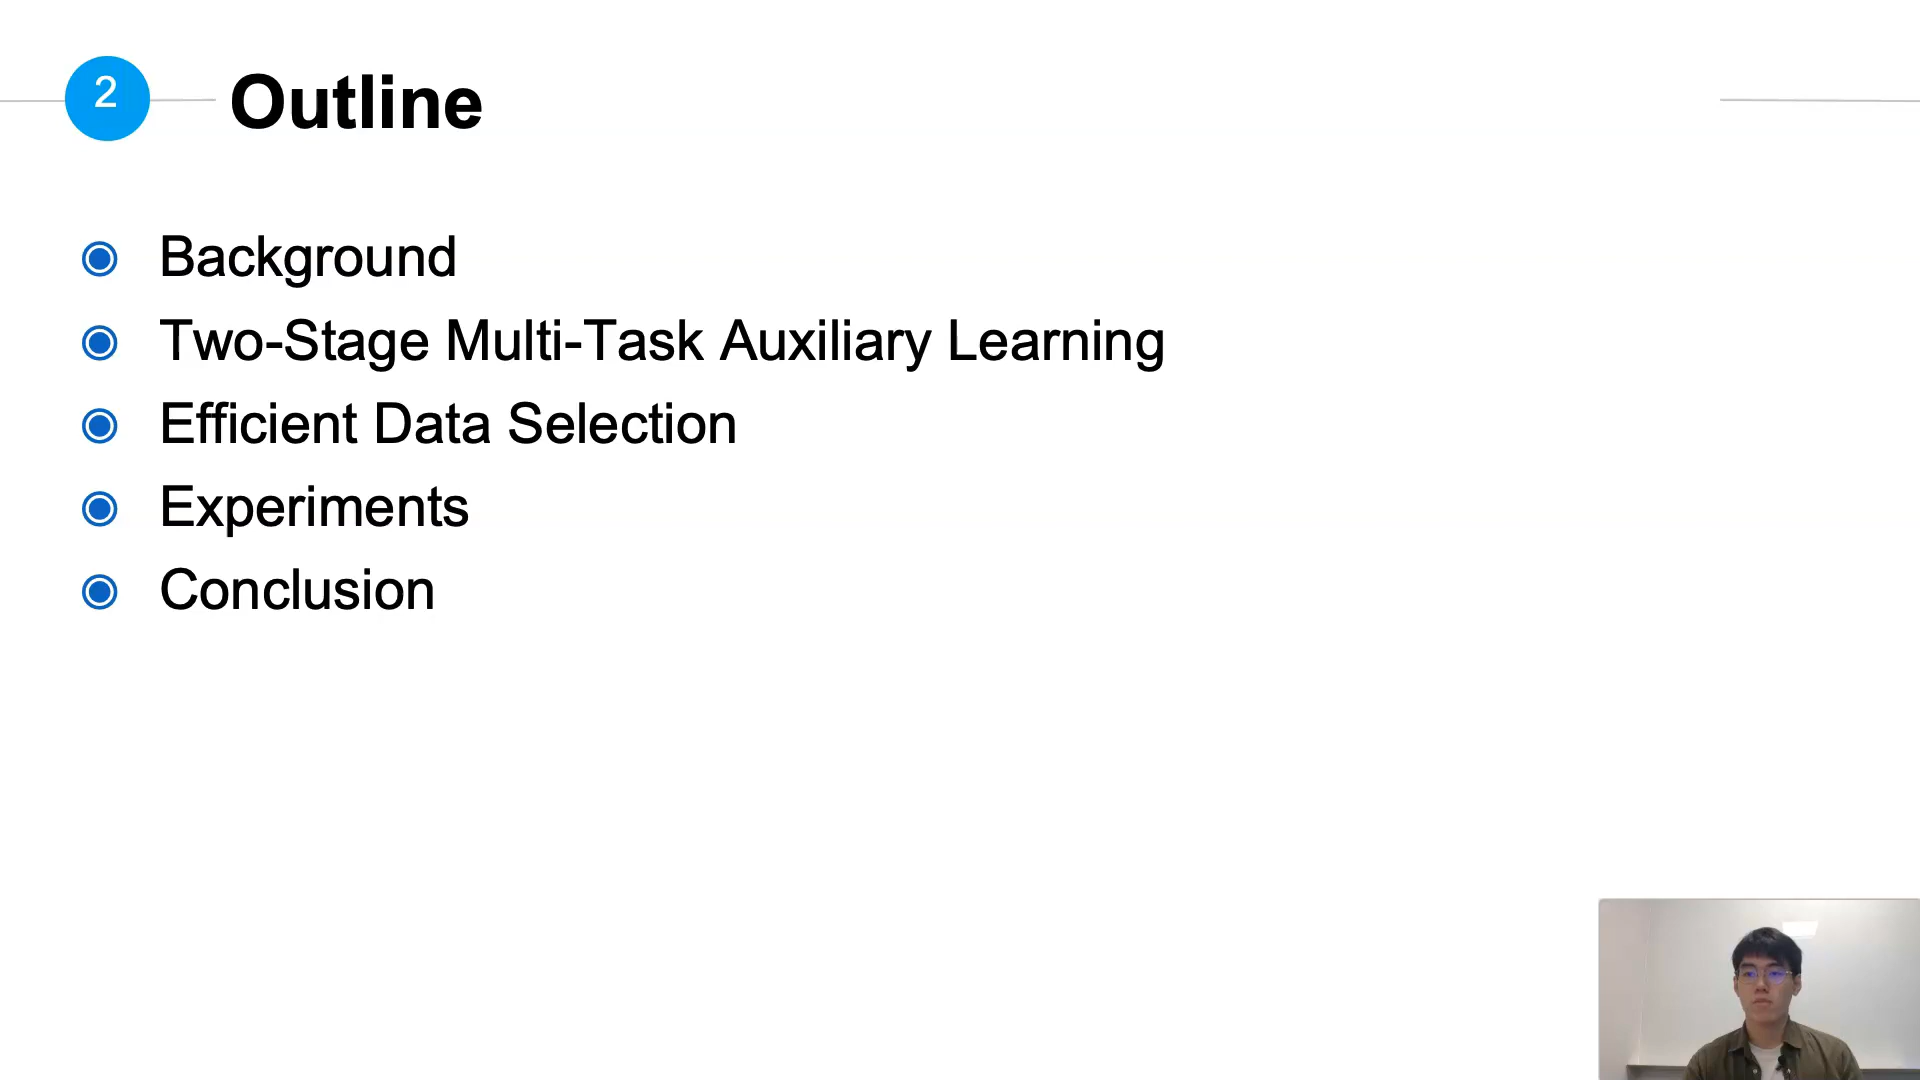 2
Outline
Background
Two-Stage Multi-Task Auxiliary Learning
Efficient Data Selection
Experiments
Conclusion